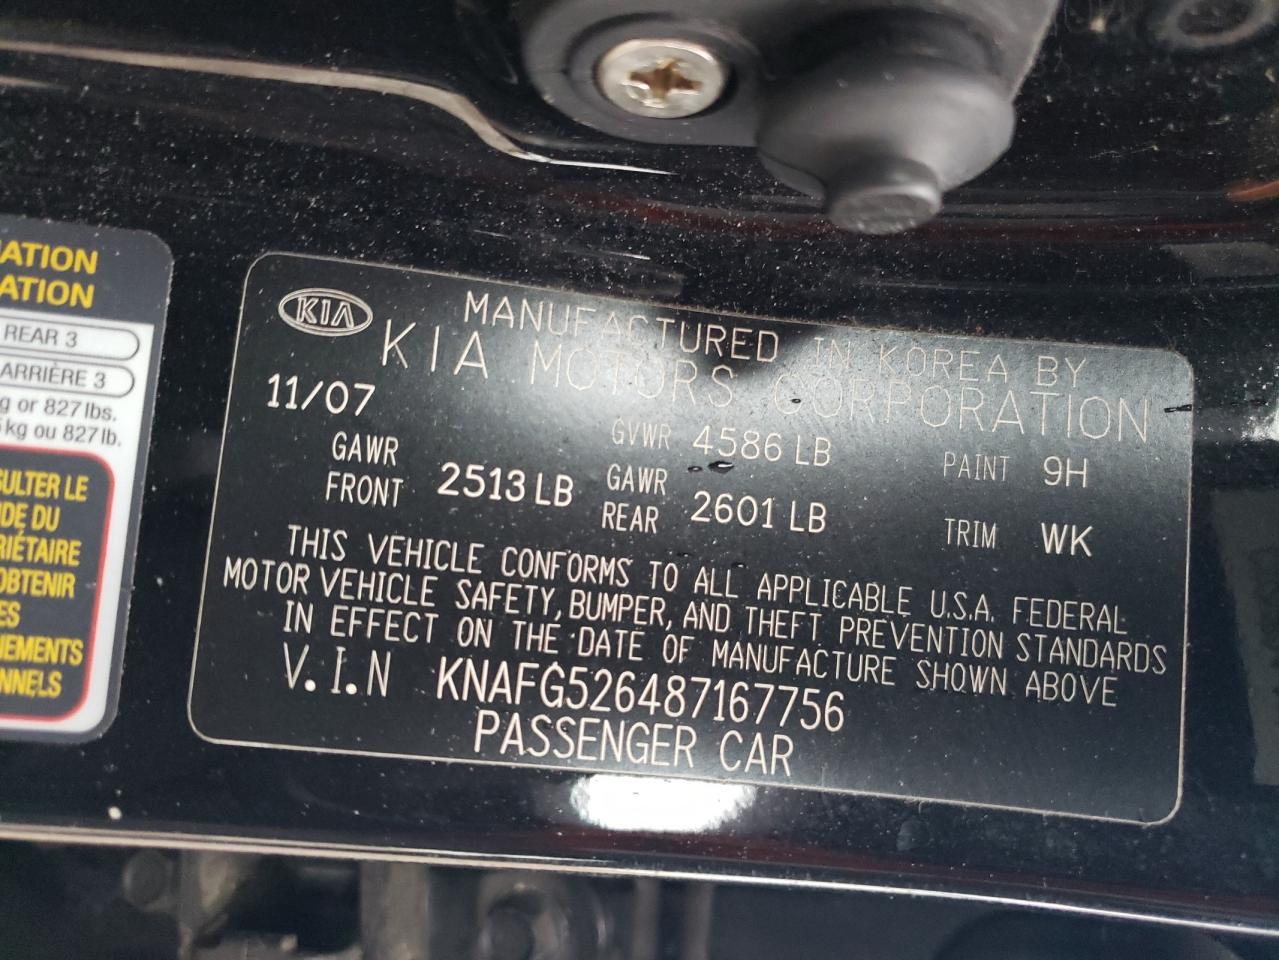 ATION
ATION
REAR 3
ARRIÈRE 3
g or 827 lbs.
kg ou 827 lb.
SULTER LE
DE DU
RIÉTAIRE
OBTENIR
ES
NEMENTS
NNELS
KIA
MANUFACTURED IN KOREA BY
KIA MOTORS CORPORATION
11/07
GVWR 4586 LB
PAINT 9H
GAWR FRONT 2513 LB
GAWR REAR 2601 LB
TRIM WK
THIS VEHICLE CONFORMS TO ALL APPLICABLE U.S.A. FEDERAL
MOTOR VEHICLE SAFETY, BUMPER, AND THEFT PREVENTION STANDARDS
IN EFFECT ON THE DATE OF MANUFACTURE SHOWN ABOVE
V.I.N KNAFG526487167756
PASSENGER CAR